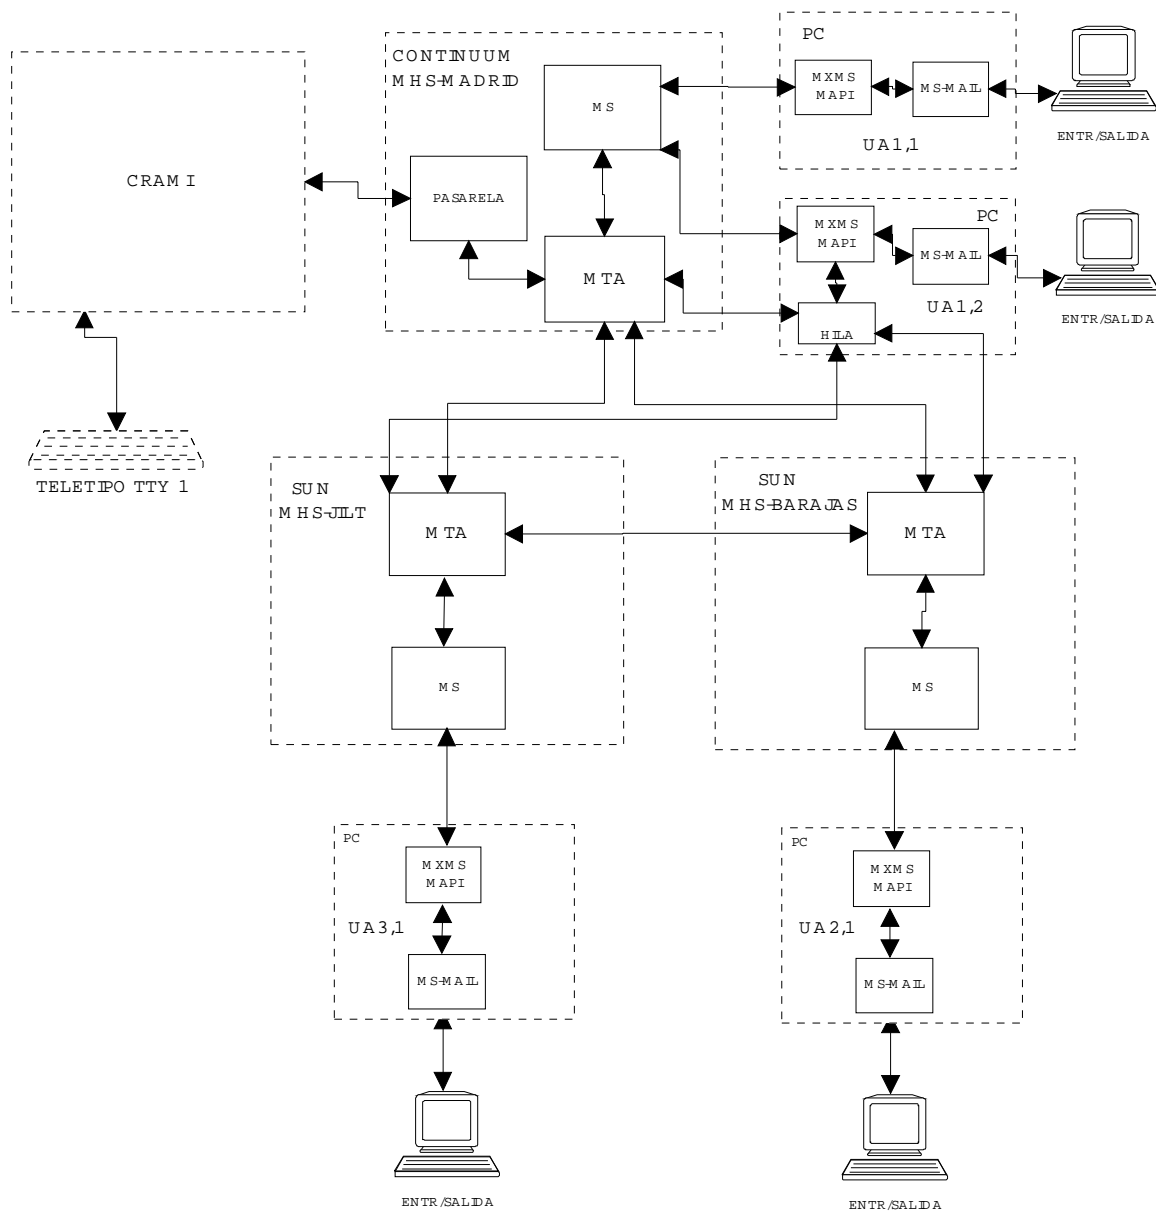 CONTINUUM
MHS-MADRID
MS
PASARELA
MTA
CRAMI
TELETIPO TTY 1
PC
MXMS
MAPI
MS-MAIL
UA1,1
ENTR/SALIDA
PC
MXMS
MAPI
MS-MAIL
UA1,2
HILA
ENTR/SALIDA
SUN
MHS-JILT
MTA
MS
SUN
MHS-BARAJAS
MTA
MS
PC
MXMS
MAPI
UA3,1
MS-MAIL
ENTR/SALIDA
PC
MXMS
MAPI
UA2,1
MS-MAIL
ENTR/SALIDA